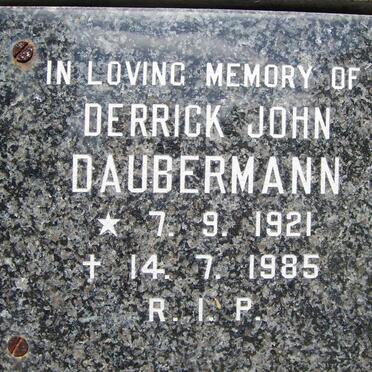 IN LOVING MEMORY OF
DERRICK JOHN
DAUBERMANN
★ 7. 9. 1921
† 14. 7. 1985
R. I. P.